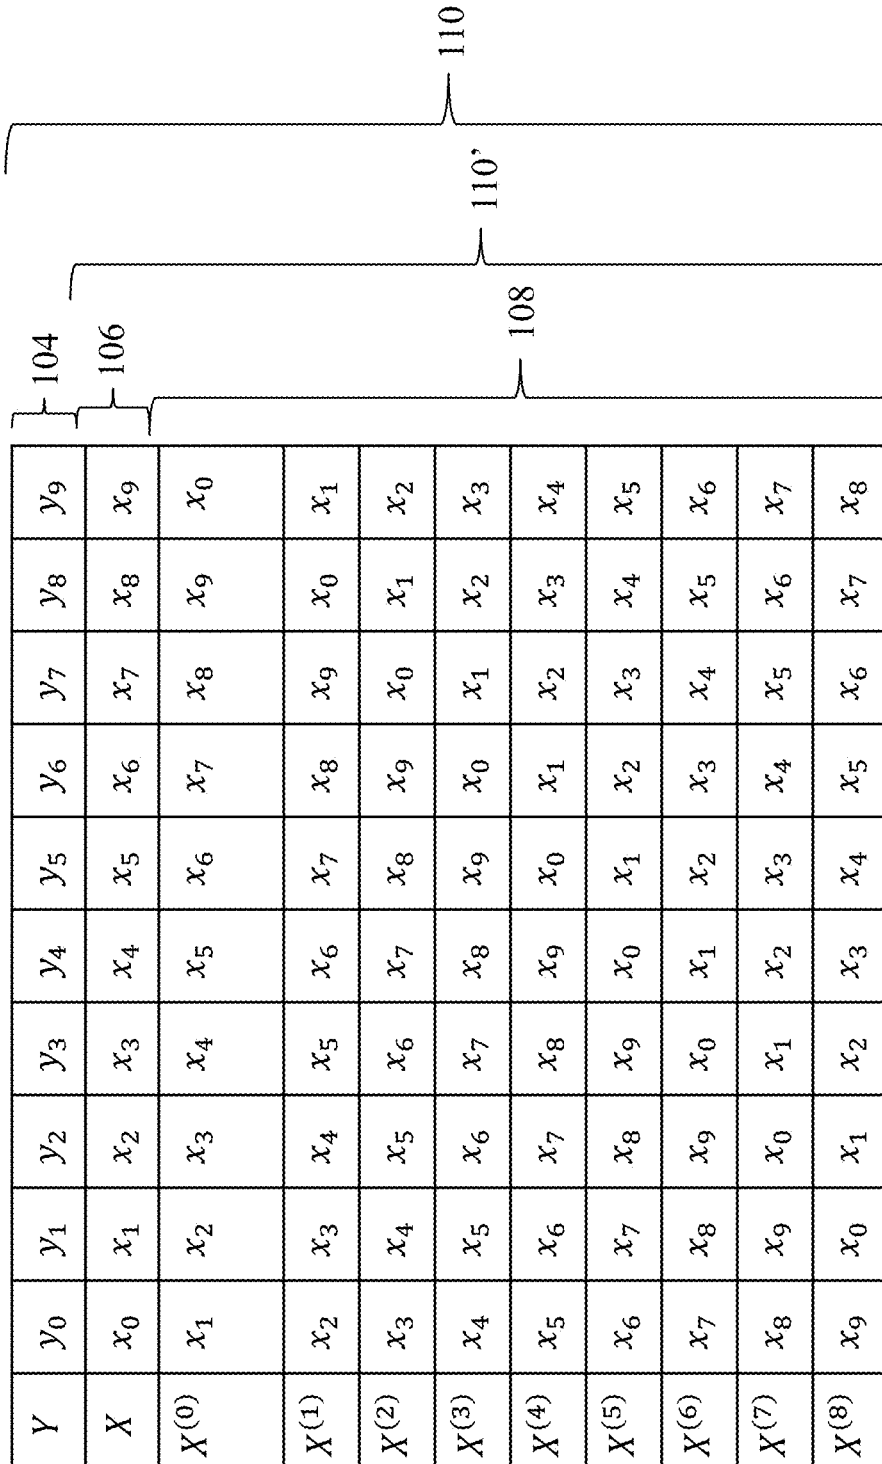 Y y₀ y₁ y₂ y₃ y₄ y₅ y₆ y₇ y₈ y₉ 104
X x₀ x₁ x₂ x₃ x₄ x₅ x₆ x₇ x₈ x₉ 106
X⁽⁰⁾ x₁ x₂ x₃ x₄ x₅ x₆ x₇ x₈ x₉ x₀
X⁽¹⁾ x₂ x₃ x₄ x₅ x₆ x₇ x₈ x₉ x₀ x₁
X⁽²⁾ x₃ x₄ x₅ x₆ x₇ x₈ x₉ x₀ x₁ x₂
X⁽³⁾ x₄ x₅ x₆ x₇ x₈ x₉ x₀ x₁ x₂ x₃
X⁽⁴⁾ x₅ x₆ x₇ x₈ x₉ x₀ x₁ x₂ x₃ x₄
X⁽⁵⁾ x₆ x₇ x₈ x₉ x₀ x₁ x₂ x₃ x₄ x₅
X⁽⁶⁾ x₇ x₈ x₉ x₀ x₁ x₂ x₃ x₄ x₅ x₆
X⁽⁷⁾ x₈ x₉ x₀ x₁ x₂ x₃ x₄ x₅ x₆ x₇
X⁽⁸⁾ x₉ x₀ x₁ x₂ x₃ x₄ x₅ x₆ x₇ x₈
108
110’
110